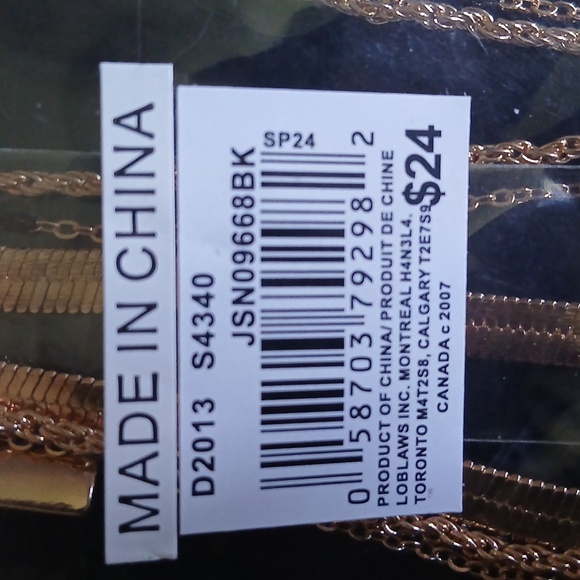 MADE IN CHINA
D2013 S4340
JSN09668BK
SP24
0 58703 79298 2
PRODUCT OF CHINA/ PRODUIT DE CHINE
LOBLAWS INC. MONTREAL H4N3L4,
TORONTO M4T2S8, CALGARY T2E7S9
CANADA c 2007
$24